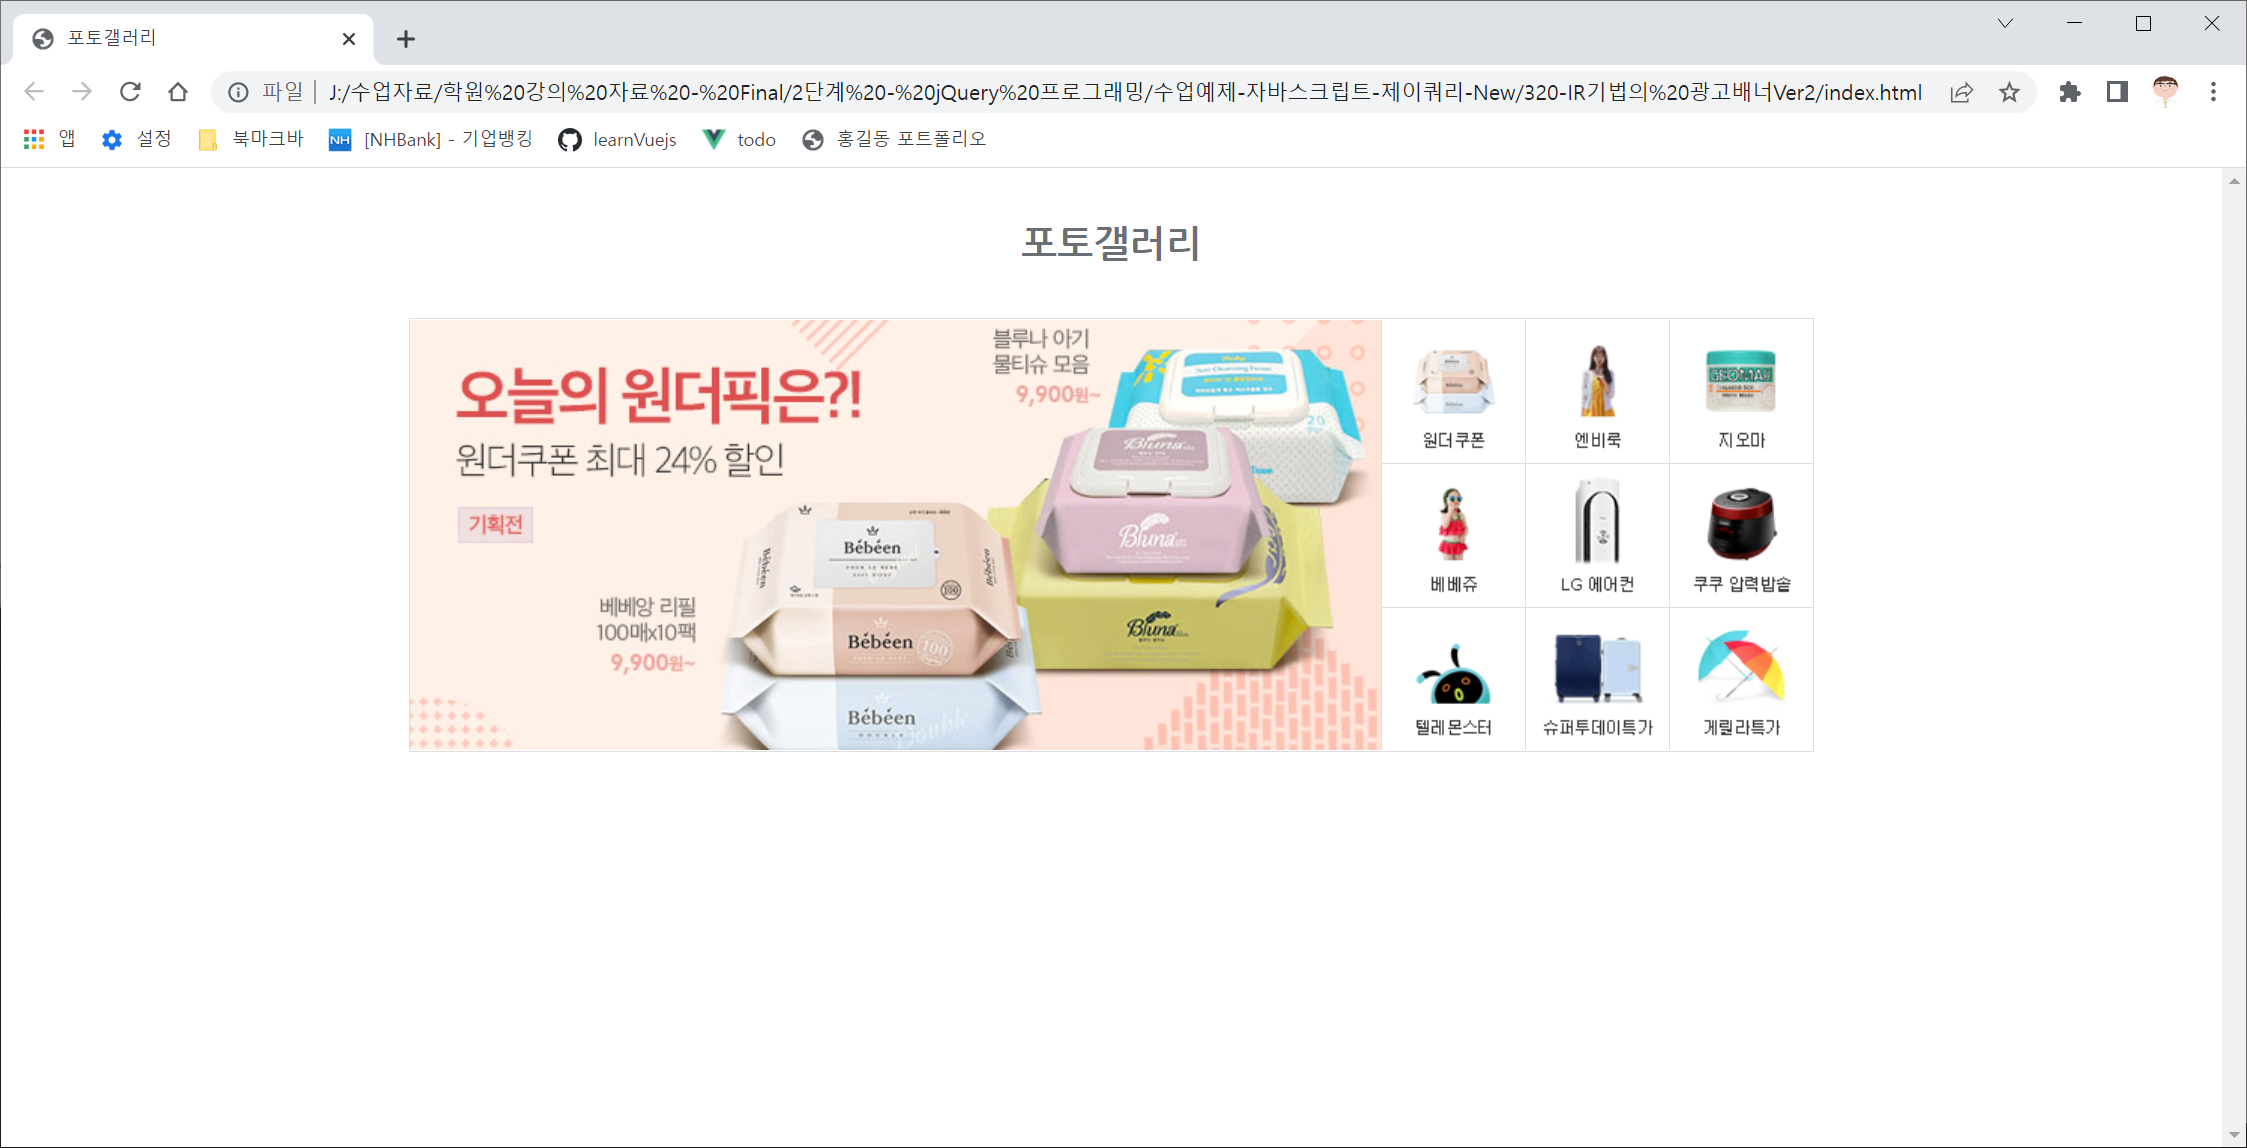 포토갤러리
파일 | J:/수업자료/학원%20강의%20자료%20-%20Final/2단계%20-%20jQuery%20프로그래밍/수업예제-자바스크립트-제이쿼리-New/320-IR기법의%20광고배너Ver2/index.html
앱 설정 북마크바 NH [NHBank] - 기업뱅킹 learnVuejs todo 홍길동 포트폴리오
포토갤러리
오늘의 원더픽은?!
원더쿠폰 최대 24% 할인
기획전
블루나 아기
물티슈 모음
9,900원~
베베앙 리필
100매x10팩
9,900원~
Bluna
Bluna
Bluna
Bébéen
Bébéen
100
Bébéen
Double
원더쿠폰
엔비룩
지오마
베베쥬
LG 에어컨
쿠쿠 압력밥솥
텔레몬스터
슈퍼투데이특가
게릴라특가